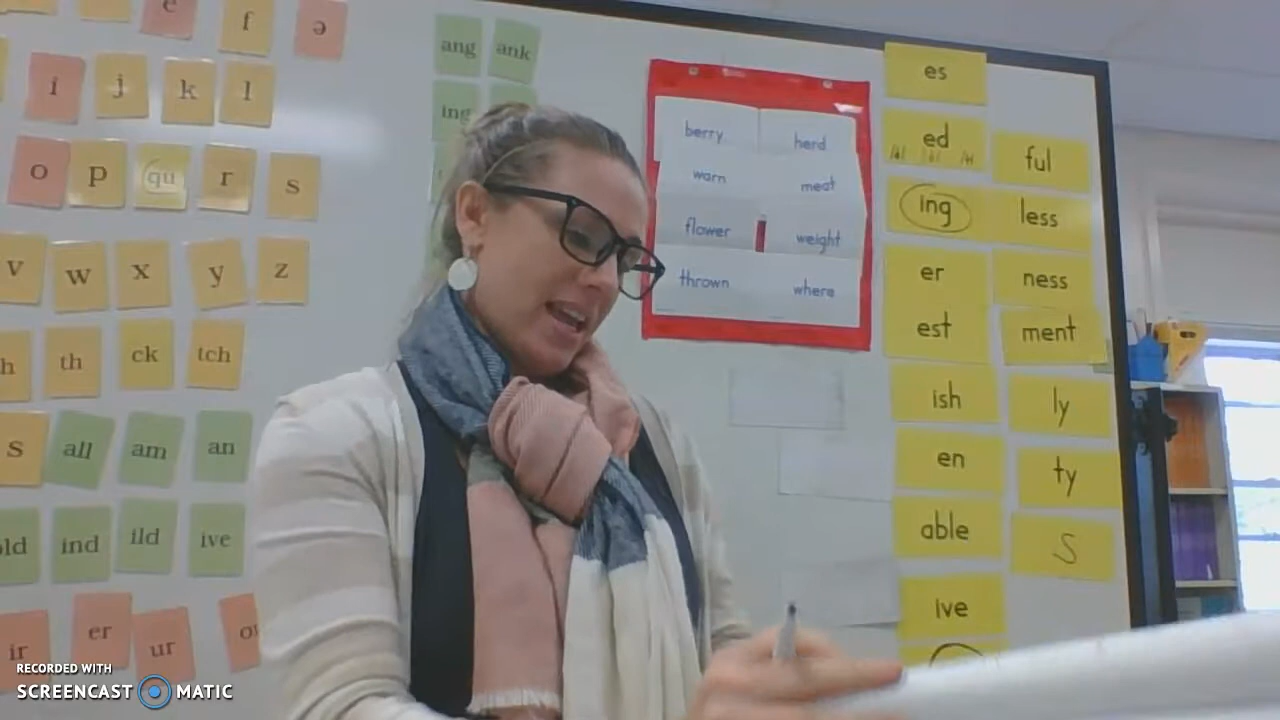 e f ə
i j k l
o p qu r s
v w x y z
h th ck tch
s all am an
old ind ild ive
ir er ur
ang ank
ing
berry herd
warn meat
flower weight
thrown where
es
ed
/əd/ /d/ /t/
ing
er
est
ish
en
able
ive
ful
less
ness
ment
ly
ty
s
RECORDED WITH
SCREENCAST MATIC